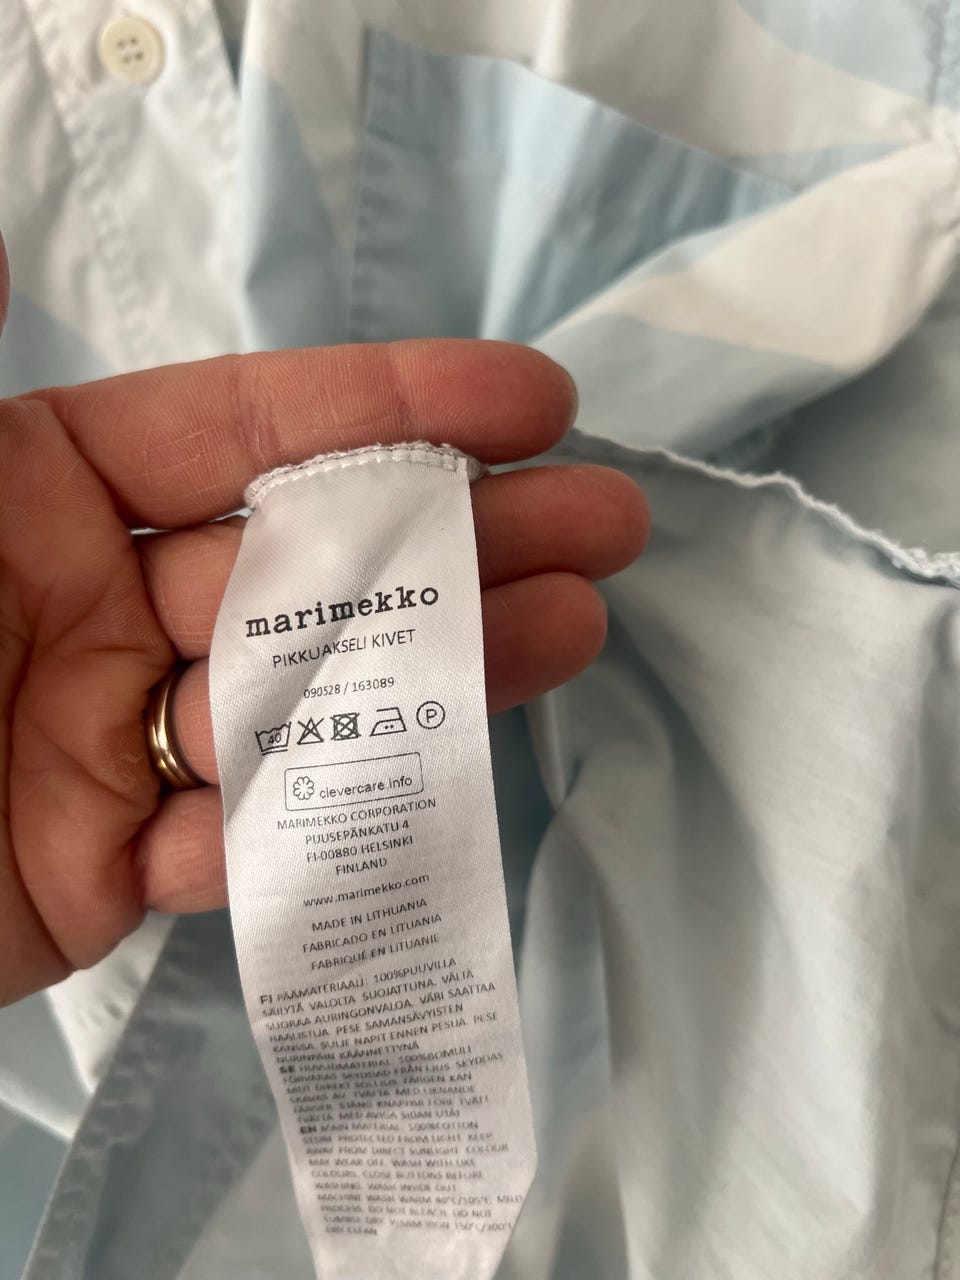 marimekko
PIKKUAKSELI KIVET
090528 / 163089
40 P
clevercare.info
MARIMEKKO CORPORATION
PUUSEPÄNKATU 4
FI-00880 HELSINKI
FINLAND
www.marimekko.com
MADE IN LITHUANIA
FABRICADO EN LITUANIA
FABRIQUÉ EN LITUANIE
FI PÄÄMATERIAALI: 100%PUUVILLA
SÄILYTÄ VALOLTA SUOJATTUNA, VÄLTÄ
SUORAA AURINGONVALOA. VÄRI SAATTAA
HAALISTUA. PESE SAMANSÄVYISTEN
KANSSA. SULJE NAPIT ENNEN PESUA. PESE
NURINPÄIN KÄÄNNETTYNÄ
SE HUVUDMATERIAL: 100%BOMULL
FÖRVARAS SKYDDAD FRÅN LJUS. SKYDDAS
MOT DIREKT SOLLJUS. FÄRGEN KAN
SKAVAS AV. TVÄTTA MED LIKNANDE
FÄRGER. STÄNG KNAPPAR FÖRE TVÄTT.
TVÄTTA MED AVIGA SIDAN UTÅT
EN MAIN MATERIAL: 100%COTTON
STORE PROTECTED FROM LIGHT. KEEP
AWAY FROM DIRECT SUNLIGHT. COLOUR
MAY WEAR OFF. WASH WITH LIKE
COLOURS. CLOSE BUTTONS BEFORE
WASHING. WASH INSIDE OUT
MACHINE WASH WARM 40°C/105°F, MILD
PROCESS. DO NOT BLEACH. DO NOT
TUMBLE DRY. WARM IRON 150°C/300°F
DRY CLEAN